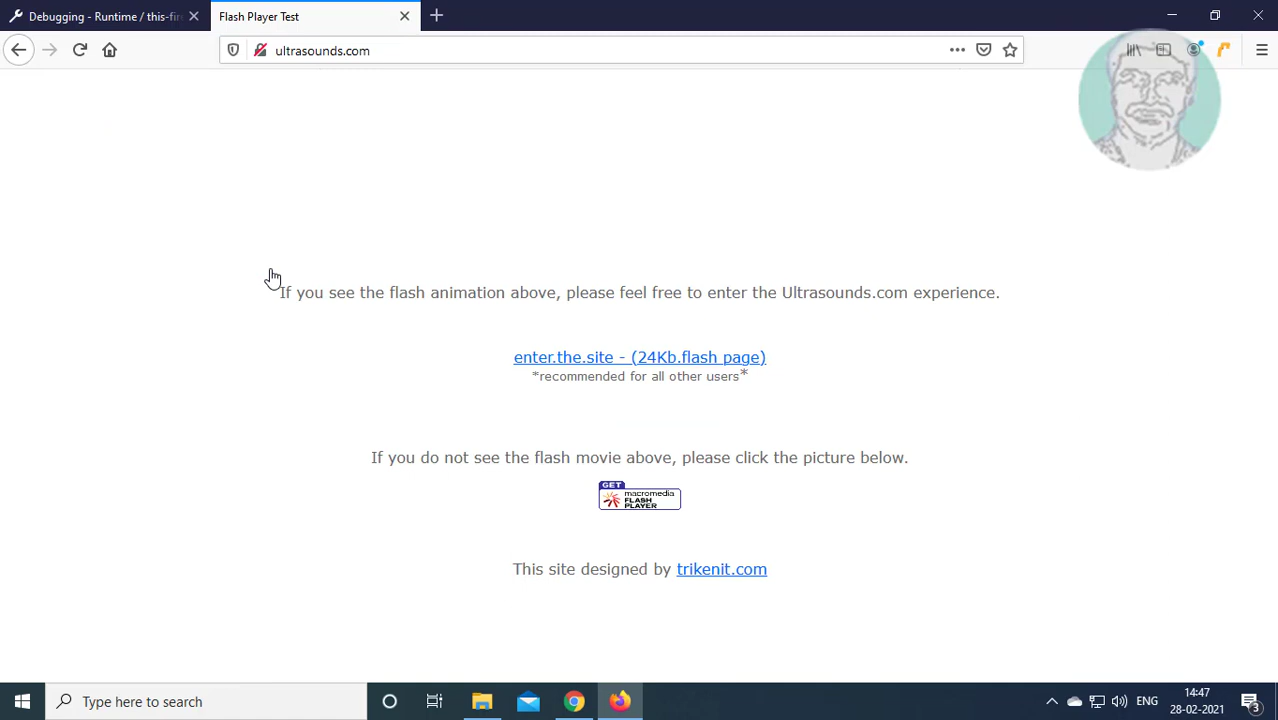 Debugging - Runtime / this-fir
Flash Player Test
ultrasounds.com
If you see the flash animation above, please feel free to enter the Ultrasounds.com experience.
enter.the.site - (24Kb.flash page)
*recommended for all other users*
If you do not see the flash movie above, please click the picture below.
GET
macromedia
FLASH
PLAYER
This site designed by trikenit.com
Type here to search
ENG
14:47
28-02-2021
3